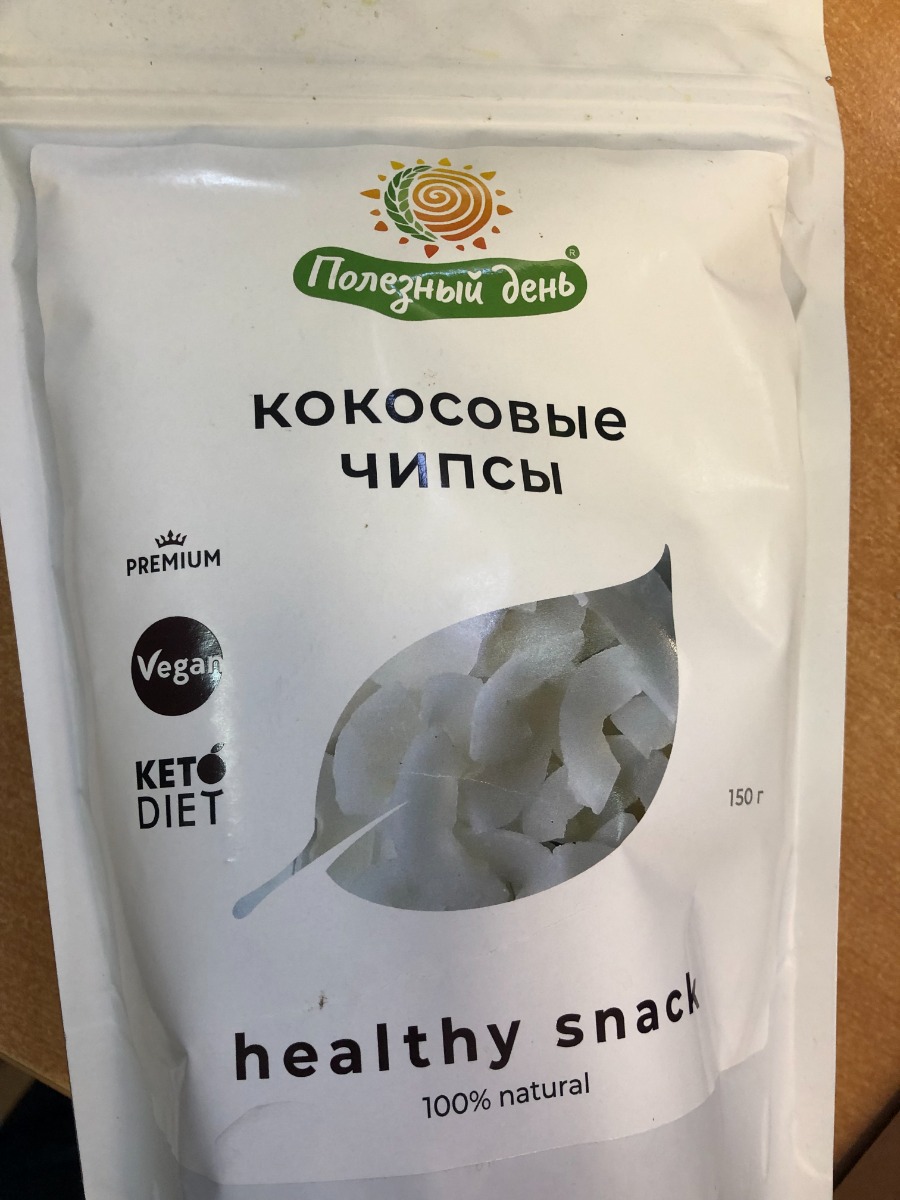 Полезный день
®
кокосовые
чипсы
PREMIUM
Vegan
KETO
DIET
150 г
healthy snack
100% natural